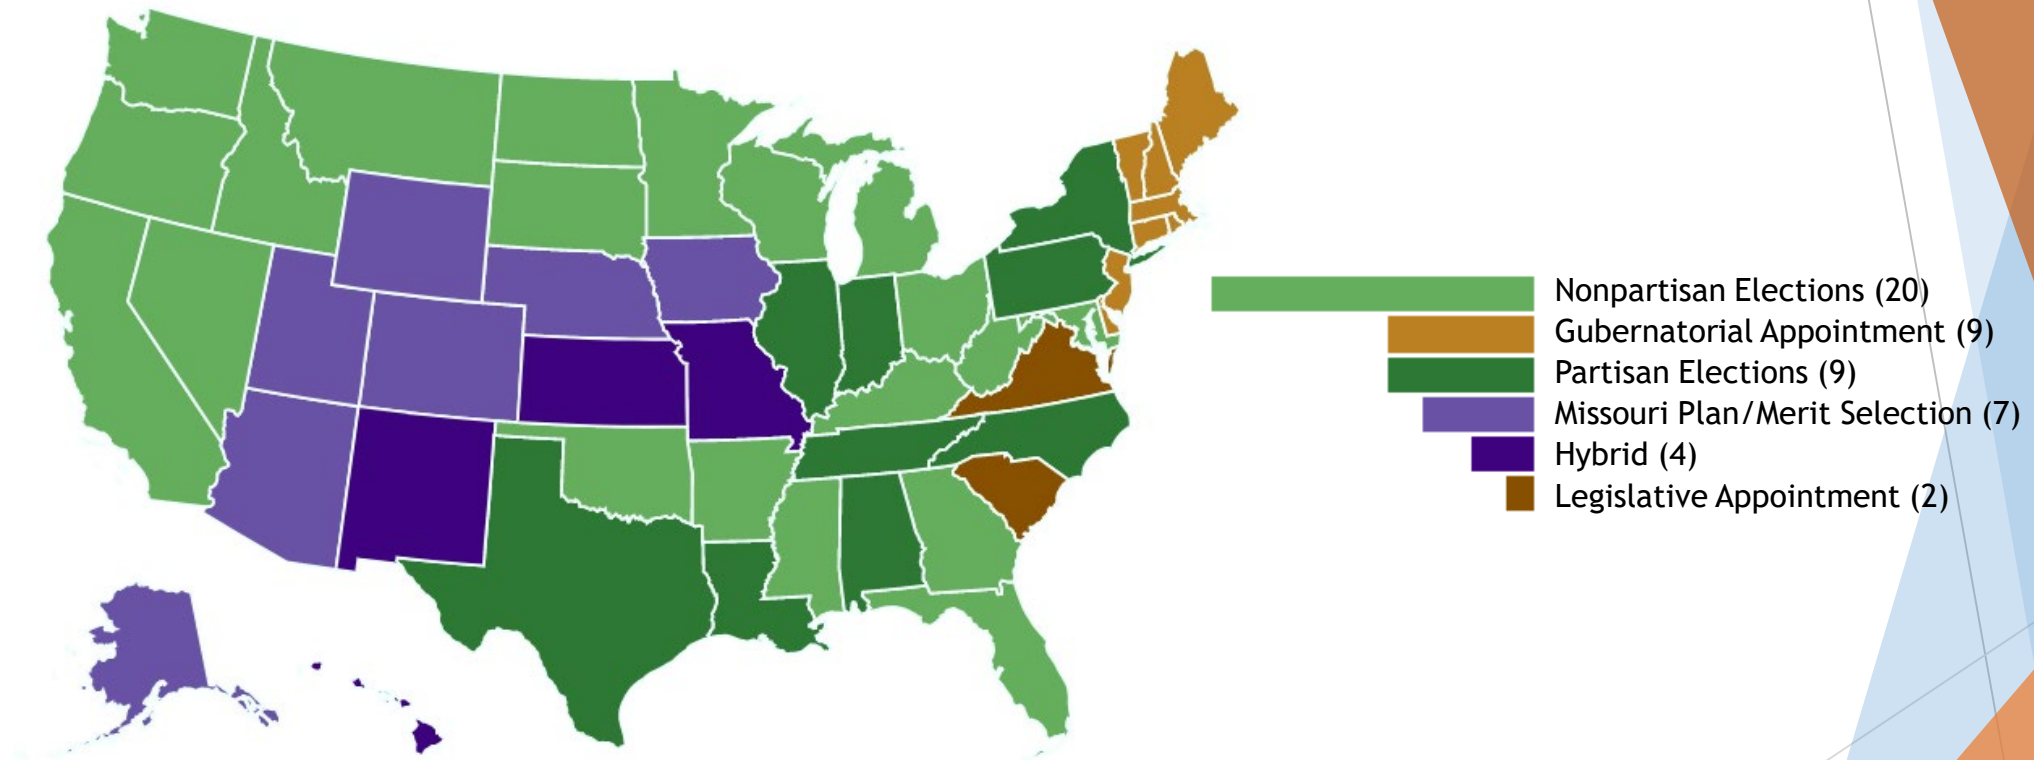 Nonpartisan Elections (20)
Gubernatorial Appointment (9)
Partisan Elections (9)
Missouri Plan/Merit Selection (7)
Hybrid (4)
Legislative Appointment (2)